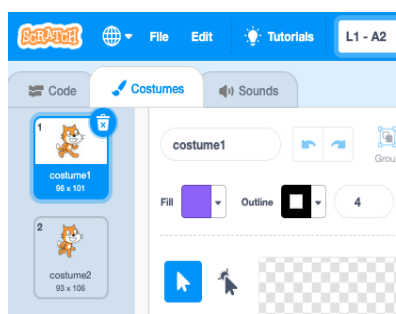 SCRATCH File Edit Tutorials L1 - A2
Code Costumes Sounds
1
costume1
96 x 101
2
costume2
93 x 106
costume1
Grou
Fill Outline 4